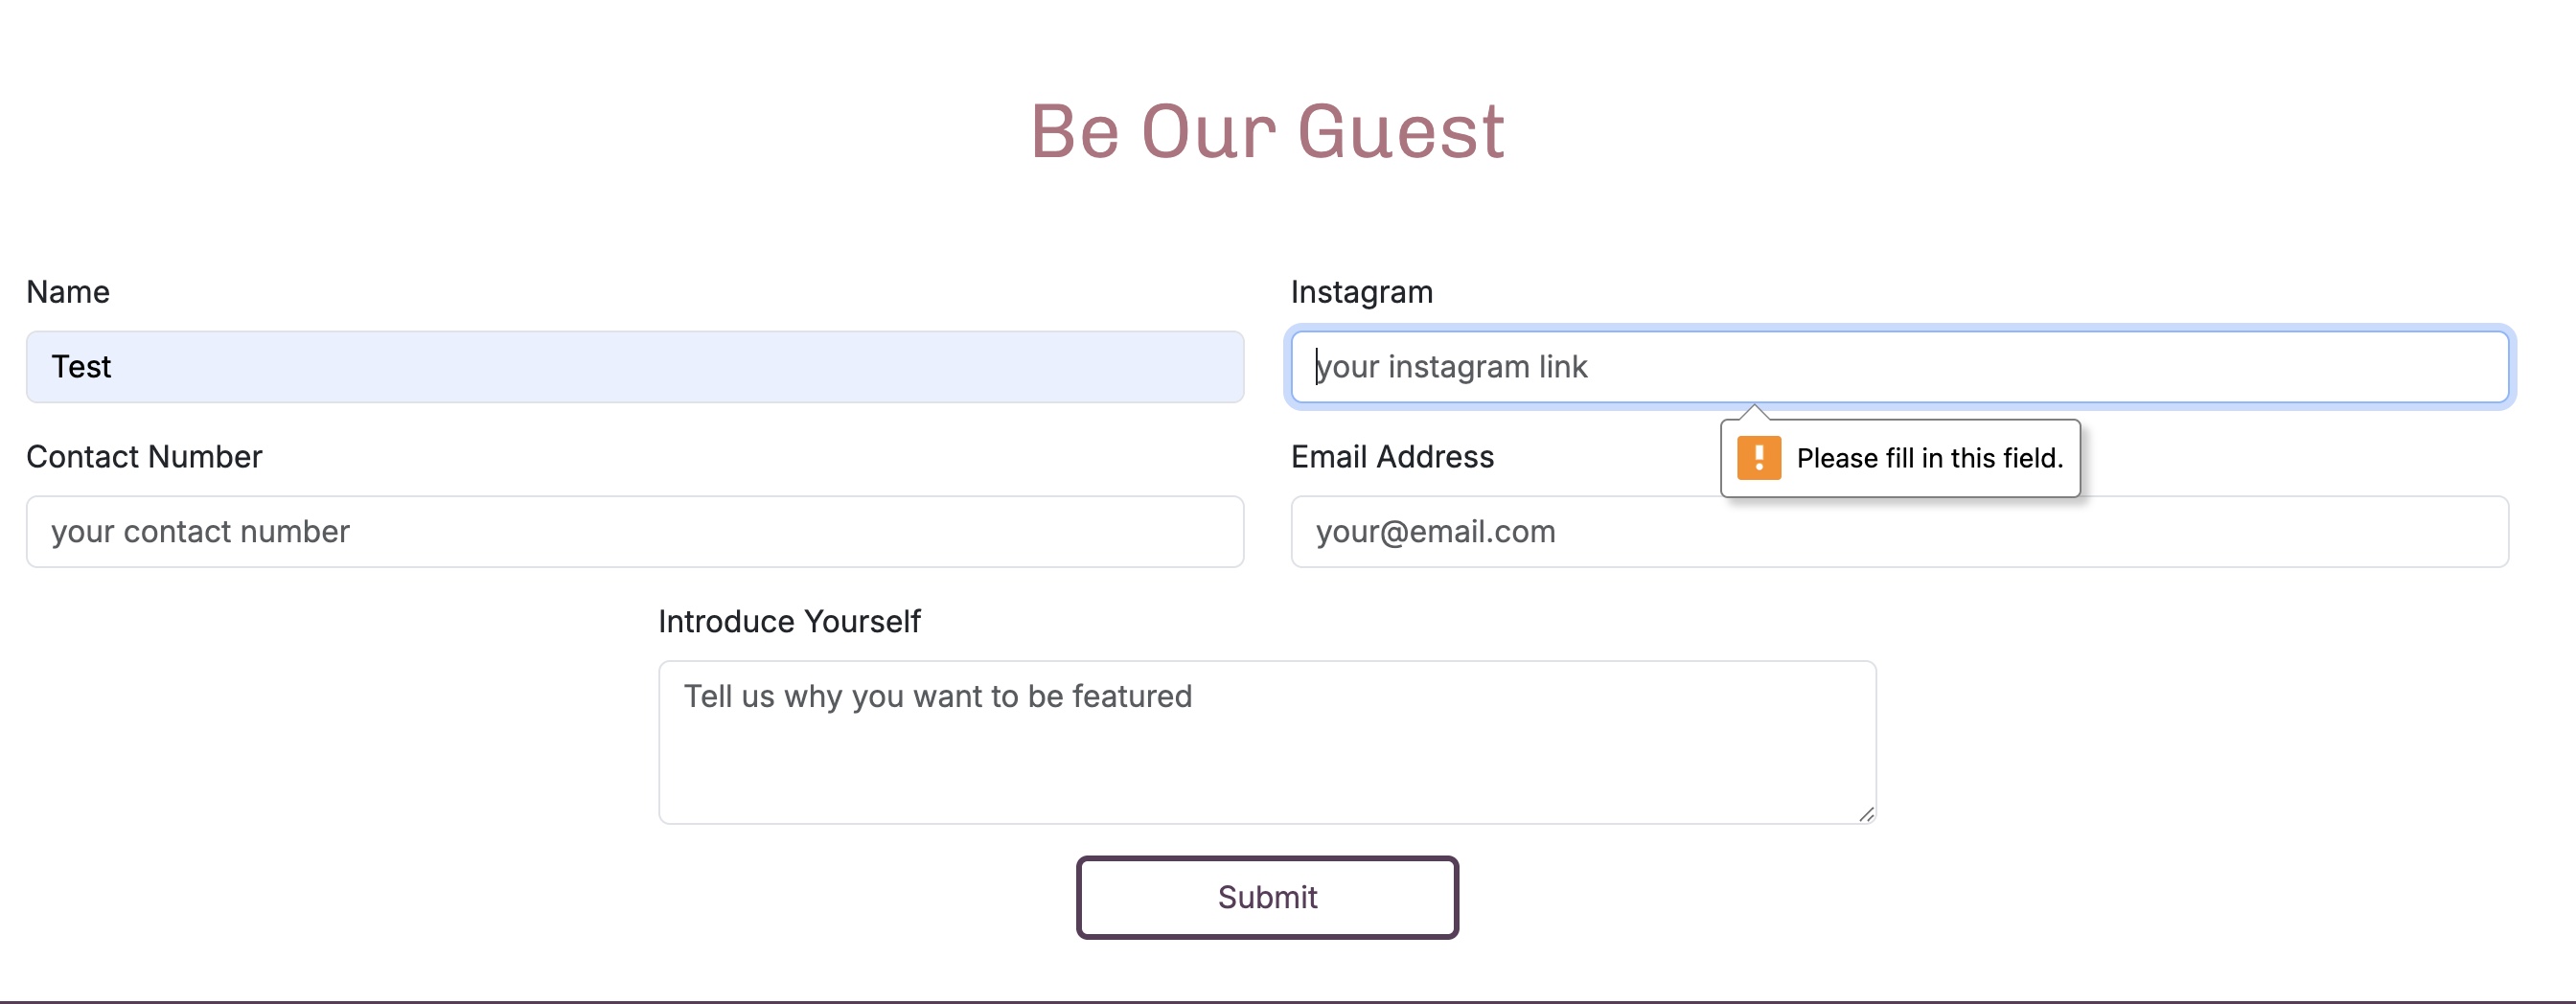 Be Our Guest
Name
Instagram
Test
your instagram link
Please fill in this field.
Contact Number
Email Address
your contact number
your@email.com
Introduce Yourself
Tell us why you want to be featured
Submit